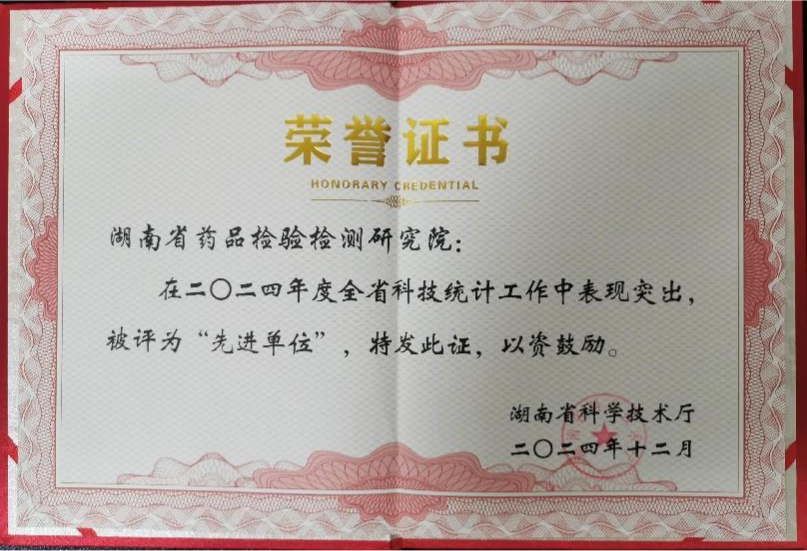 荣誉证书
HONORARY CREDENTIAL
湖南省药品检验检测研究院：
在二〇二四年度全省科技统计工作中表现突出，
被评为“先进单位”，特发此证，以资鼓励。
湖南省科学技术厅
二〇二四年十二月